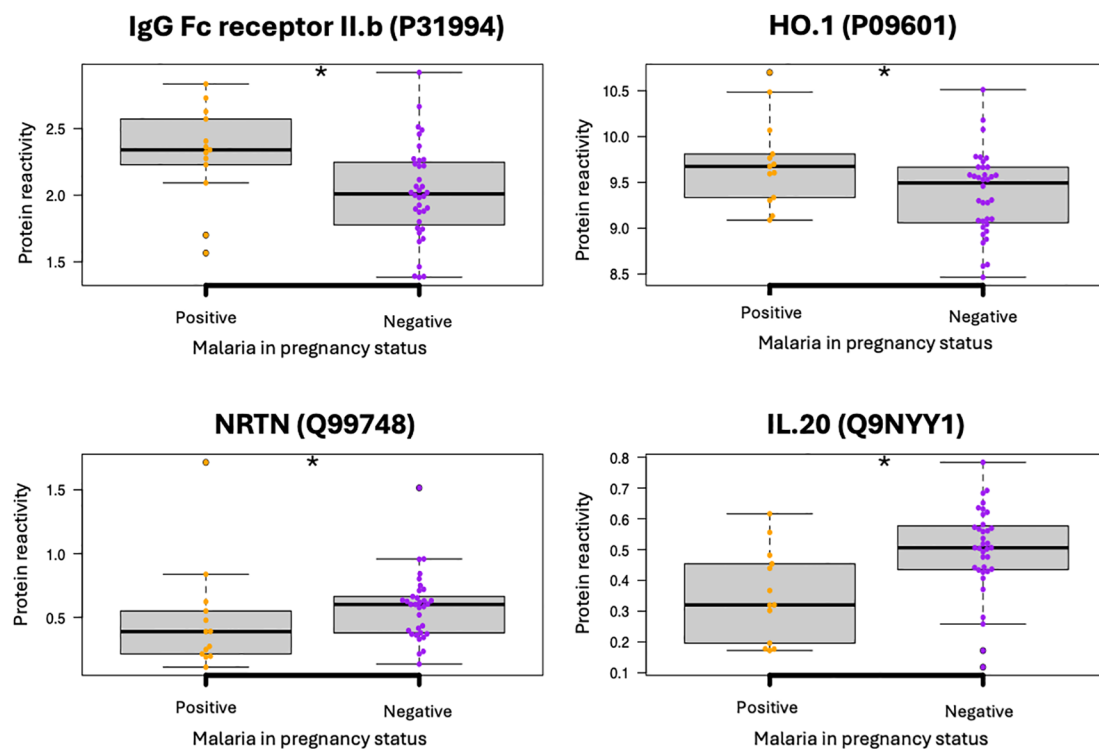 IgG Fc receptor II.b (P31994)
*
Protein reactivity
2.5
2.0
1.5
Positive
Negative
Malaria in pregnancy status
HO.1 (P09601)
*
Protein reactivity
10.5
10.0
9.5
9.0
8.5
Positive
Negative
Malaria in pregnancy status
NRTN (Q99748)
*
Protein reactivity
1.5
1.0
0.5
Positive
Negative
Malaria in pregnancy status
IL.20 (Q9NYY1)
*
Protein reactivity
0.8
0.7
0.6
0.5
0.4
0.3
0.2
0.1
Positive
Negative
Malaria in pregnancy status